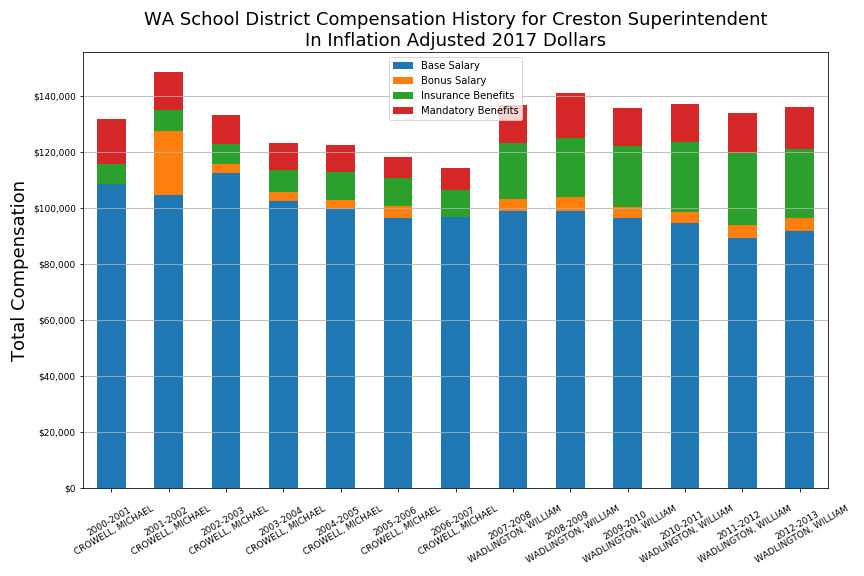 WA School District Compensation History for Creston Superintendent
In Inflation Adjusted 2017 Dollars
Total Compensation
Base Salary
Bonus Salary
Insurance Benefits
Mandatory Benefits
$140,000
$120,000
$100,000
$80,000
$60,000
$40,000
$20,000
$0
2000-2001
CROWELL, MICHAEL
2001-2002
CROWELL, MICHAEL
2002-2003
CROWELL, MICHAEL
2003-2004
CROWELL, MICHAEL
2004-2005
CROWELL, MICHAEL
2005-2006
CROWELL, MICHAEL
2006-2007
CROWELL, MICHAEL
2007-2008
WADLINGTON, WILLIAM
2008-2009
WADLINGTON, WILLIAM
2009-2010
WADLINGTON, WILLIAM
2010-2011
WADLINGTON, WILLIAM
2011-2012
WADLINGTON, WILLIAM
2012-2013
WADLINGTON, WILLIAM